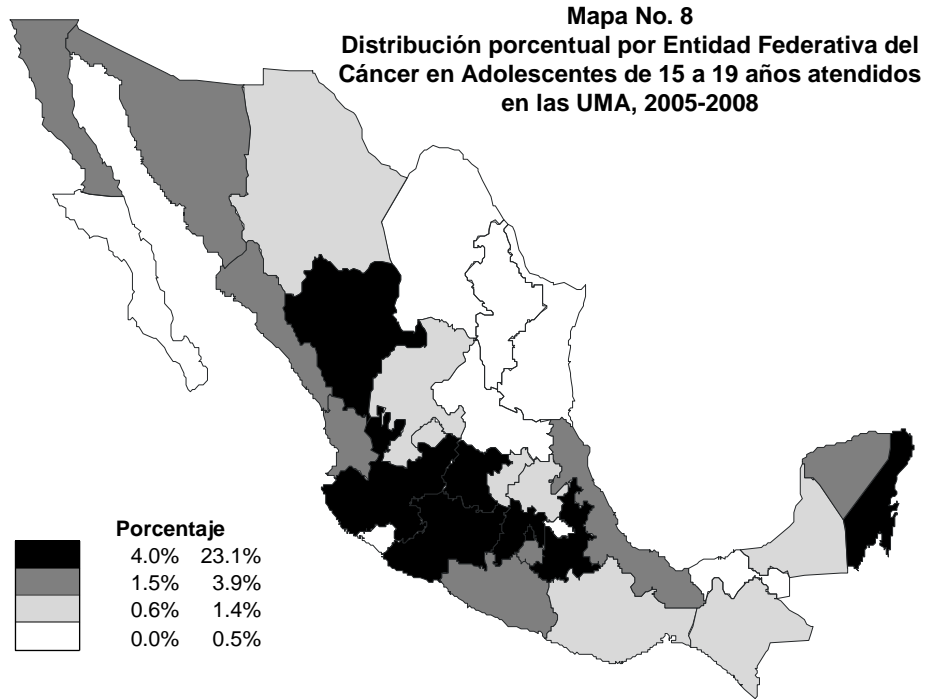 Mapa No. 8
Distribución porcentual por Entidad Federativa del
Cáncer en Adolescentes de 15 a 19 años atendidos
en las UMA, 2005-2008
Porcentaje
4.0% 23.1%
1.5% 3.9%
0.6% 1.4%
0.0% 0.5%